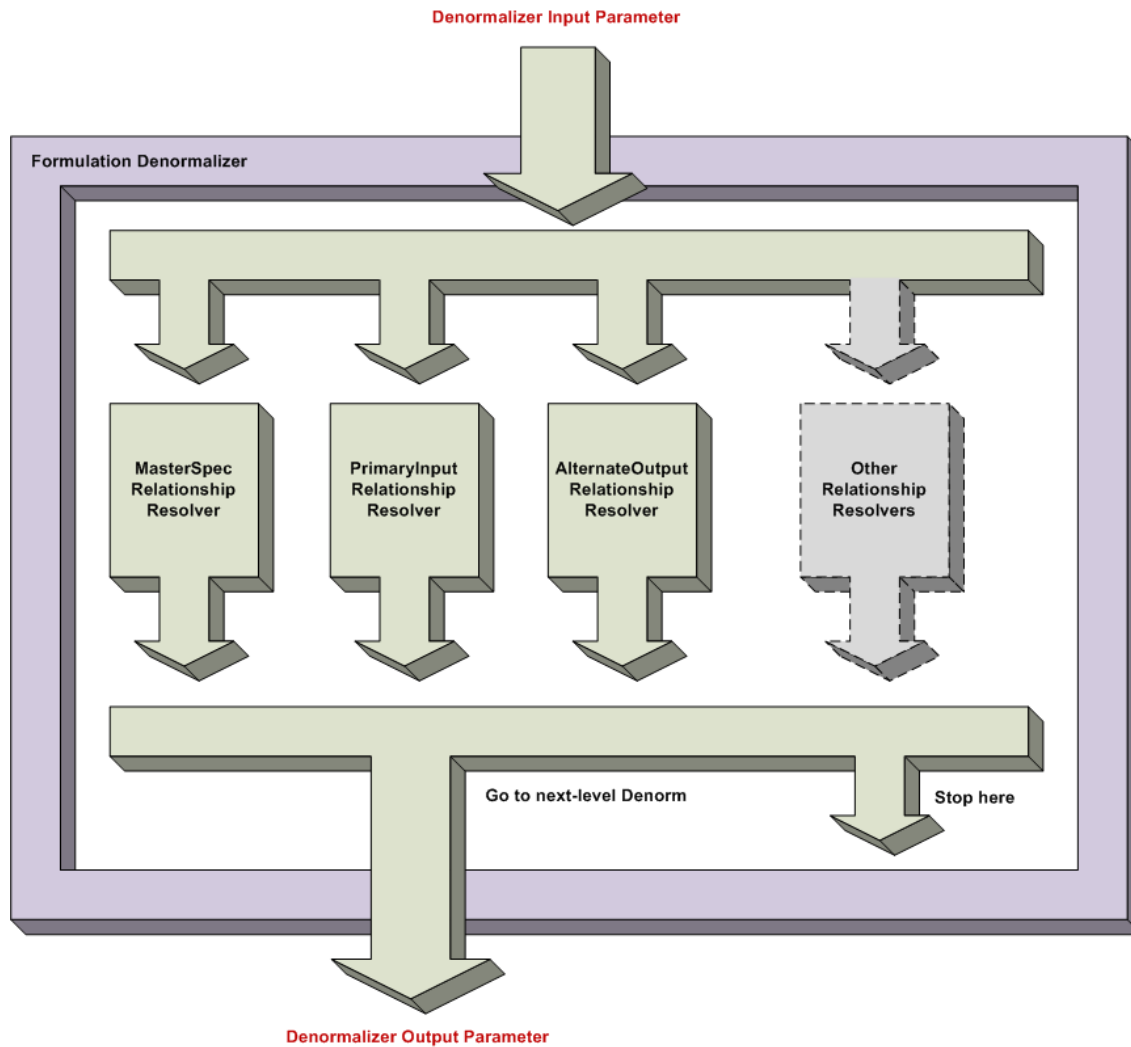 Denormalizer Input Parameter
Formulation Denormalizer
MasterSpec
Relationship
Resolver
PrimaryInput
Relationship
Resolver
AlternateOutput
Relationship
Resolver
Other
Relationship
Resolvers
Go to next-level Denorm
Stop here
Denormalizer Output Parameter